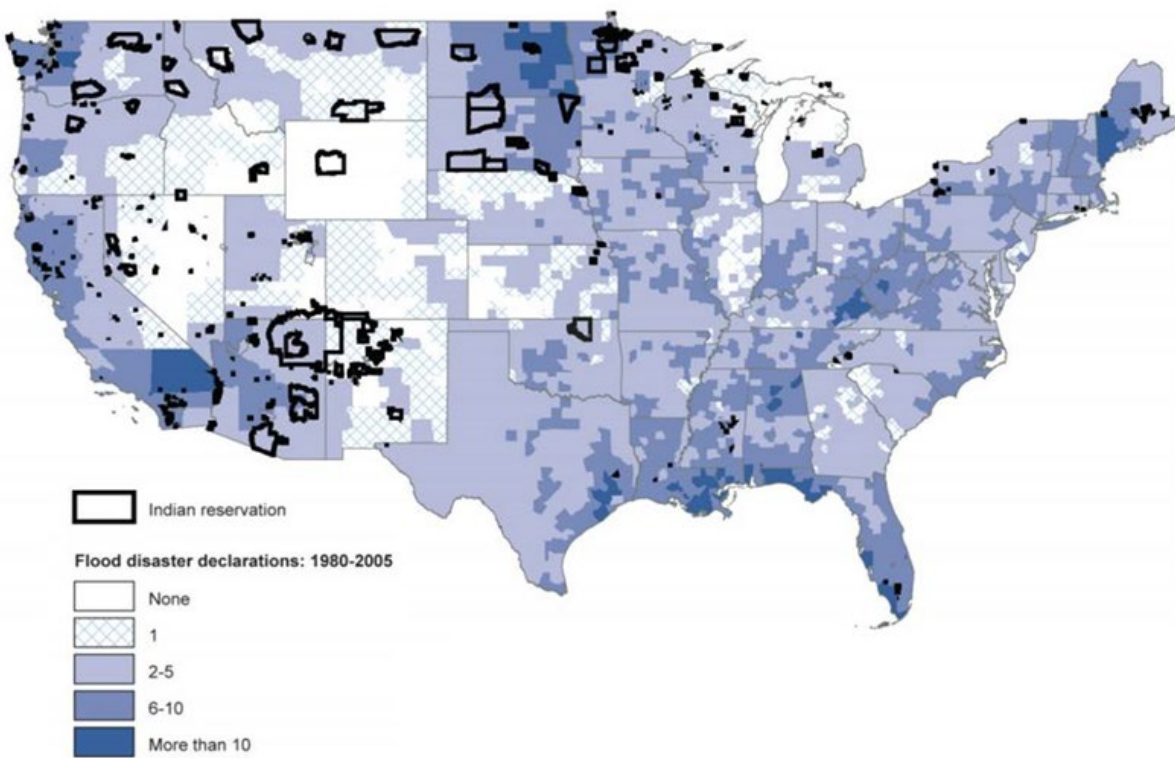 Indian reservation
Flood disaster declarations: 1980-2005
None
1
2-5
6-10
More than 10